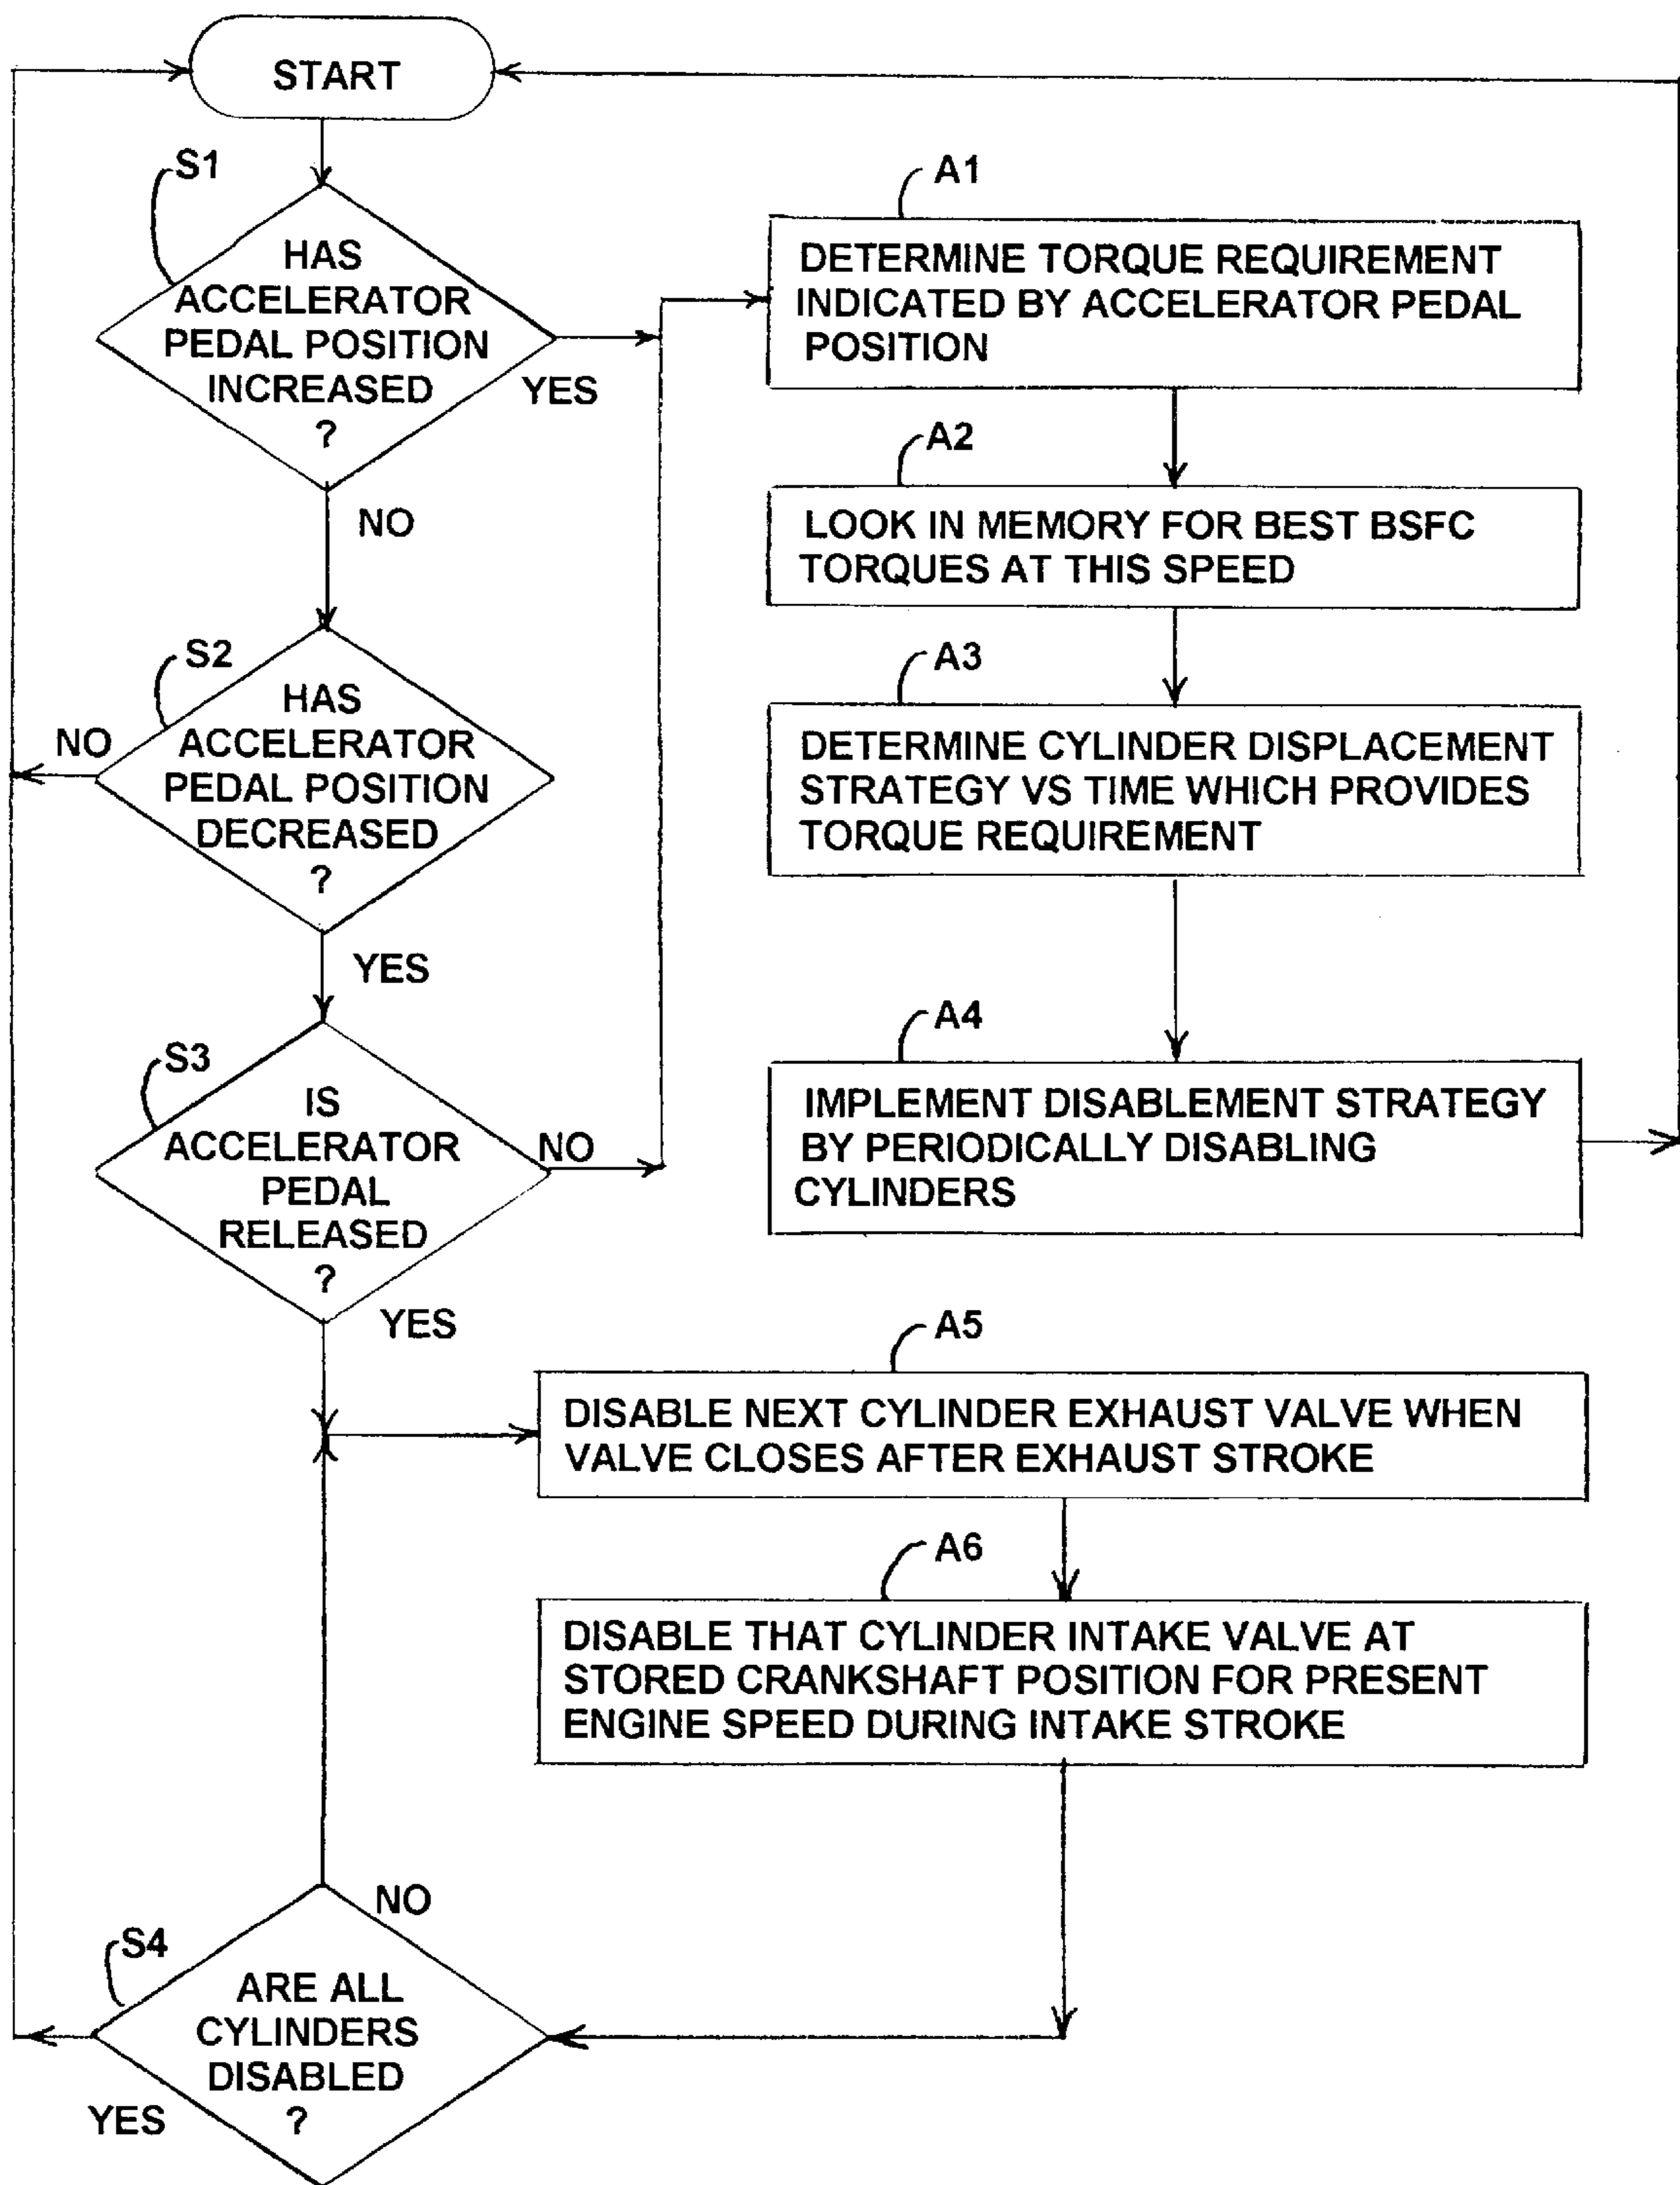 START
S1
HAS
ACCELERATOR
PEDAL POSITION
INCREASED
?
YES
NO
S2
HAS
ACCELERATOR
PEDAL POSITION
DECREASED
?
NO
YES
S3
IS
ACCELERATOR
PEDAL
RELEASED
?
NO
YES
A1
DETERMINE TORQUE REQUIREMENT
INDICATED BY ACCELERATOR PEDAL
POSITION
A2
LOOK IN MEMORY FOR BEST BSFC
TORQUES AT THIS SPEED
A3
DETERMINE CYLINDER DISPLACEMENT
STRATEGY VS TIME WHICH PROVIDES
TORQUE REQUIREMENT
A4
IMPLEMENT DISABLEMENT STRATEGY
BY PERIODICALLY DISABLING
CYLINDERS
A5
DISABLE NEXT CYLINDER EXHAUST VALVE WHEN
VALVE CLOSES AFTER EXHAUST STROKE
A6
DISABLE THAT CYLINDER INTAKE VALVE AT
STORED CRANKSHAFT POSITION FOR PRESENT
ENGINE SPEED DURING INTAKE STROKE
S4
NO
ARE ALL
CYLINDERS
DISABLED
?
YES